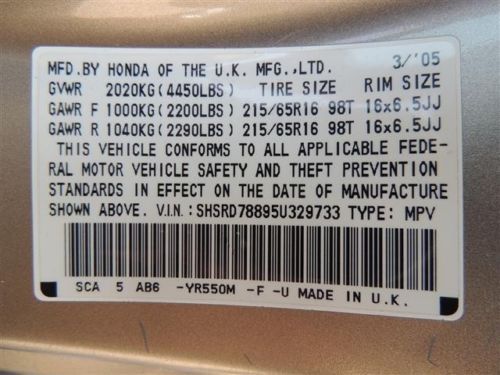 MFD.BY HONDA OF THE U.K. MFG.,LTD. 3/'05
GVWR 2020KG(4450LBS) TIRE SIZE RIM SIZE
GAWR F 1000KG(2200LBS) 215/65R16 98T 16x6.5JJ
GAWR R 1040KG(2290LBS) 215/65R16 98T 16x6.5JJ
THIS VEHICLE CONFORMS TO ALL APPLICABLE FEDE-
RAL MOTOR VEHICLE SAFETY AND THEFT PREVENTION
STANDARDS IN EFFECT ON THE DATE OF MANUFACTURE
SHOWN ABOVE. V.I.N.:SHSRD78895U329733 TYPE: MPV
SCA 5 AB6 -YR550M -F -U MADE IN U.K.